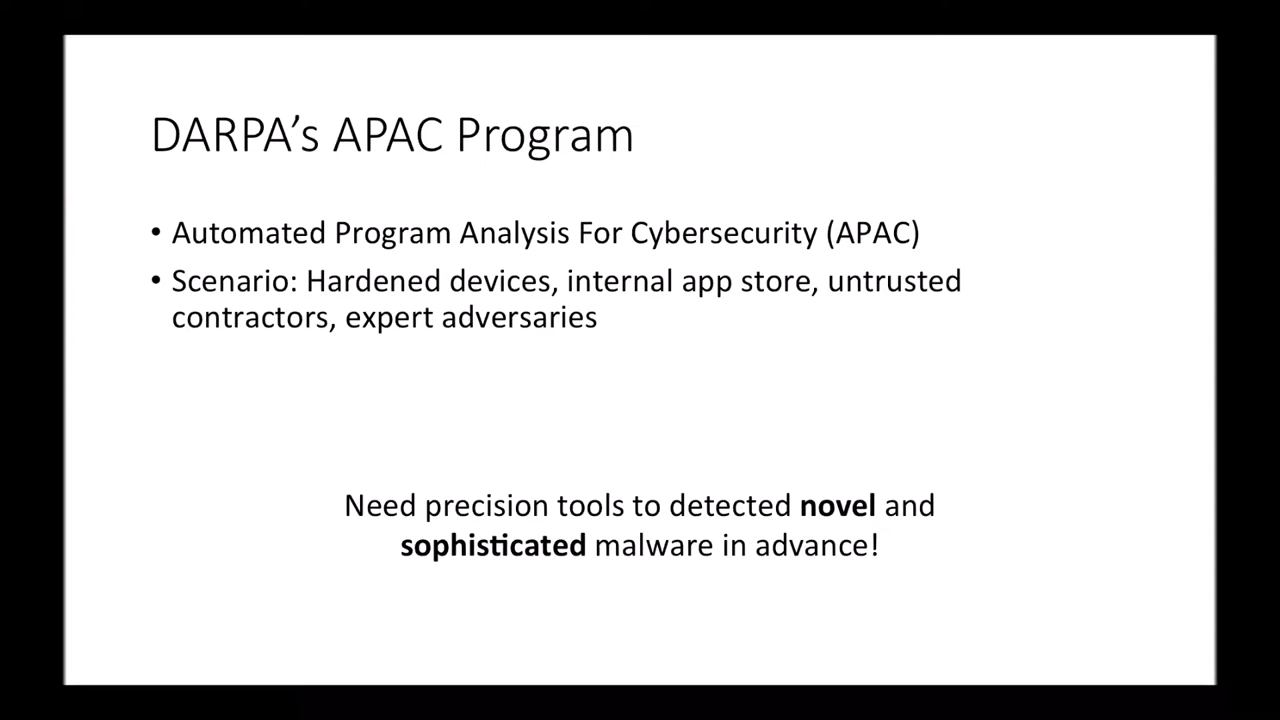 DARPA’s APAC Program
• Automated Program Analysis For Cybersecurity (APAC)
• Scenario: Hardened devices, internal app store, untrusted
contractors, expert adversaries
Need precision tools to detected novel and
sophisticated malware in advance!